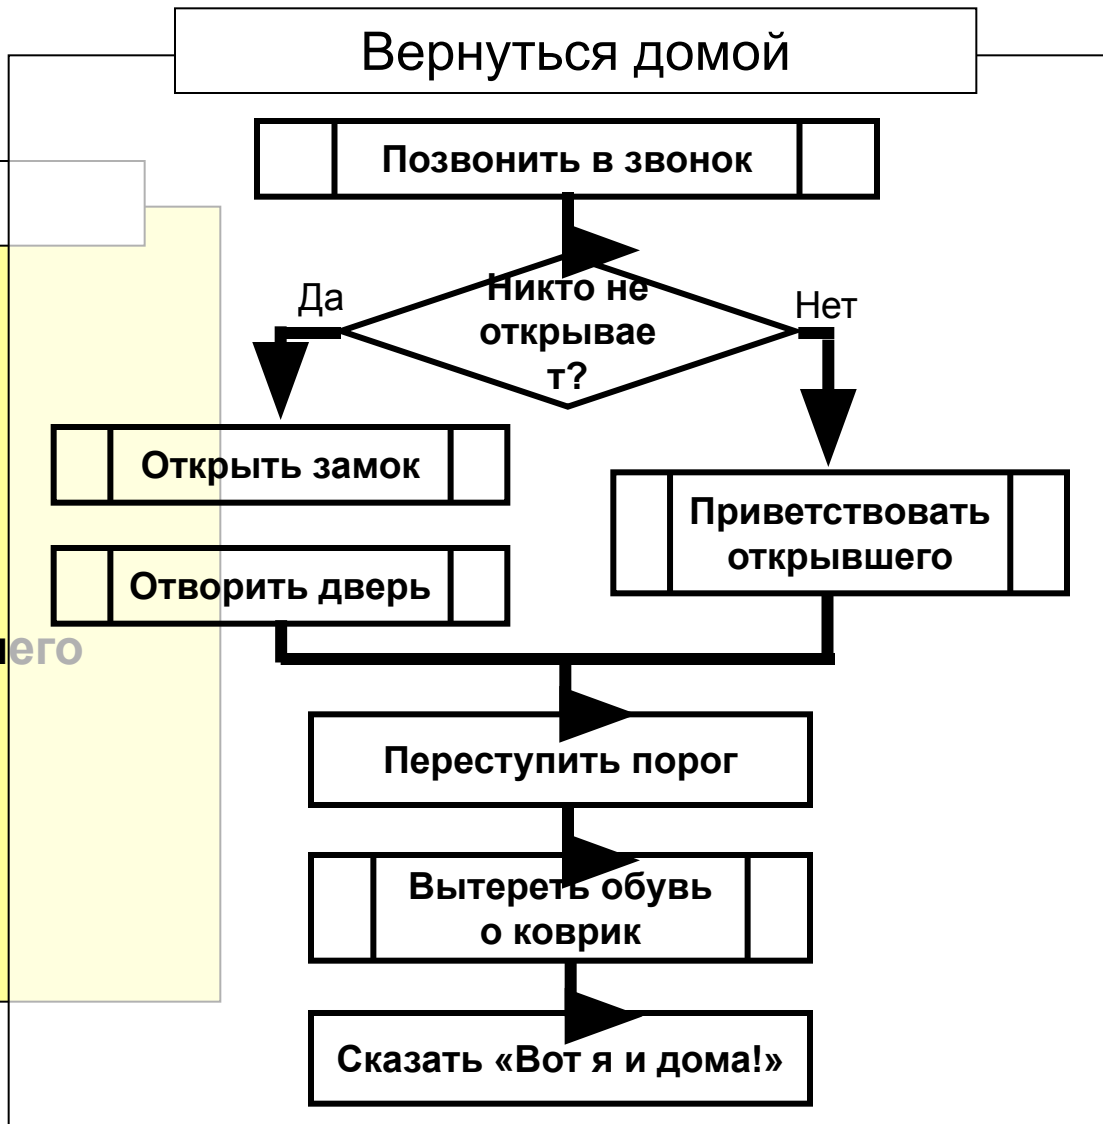 Вернуться домой
Позвонить в звонок
Да
Никто не
открывае
т?
Нет
Открыть замок
Приветствовать
открывшего
Отворить дверь
его
Переступить порог
Вытереть обувь
о коврик
Сказать «Вот я и дома!»